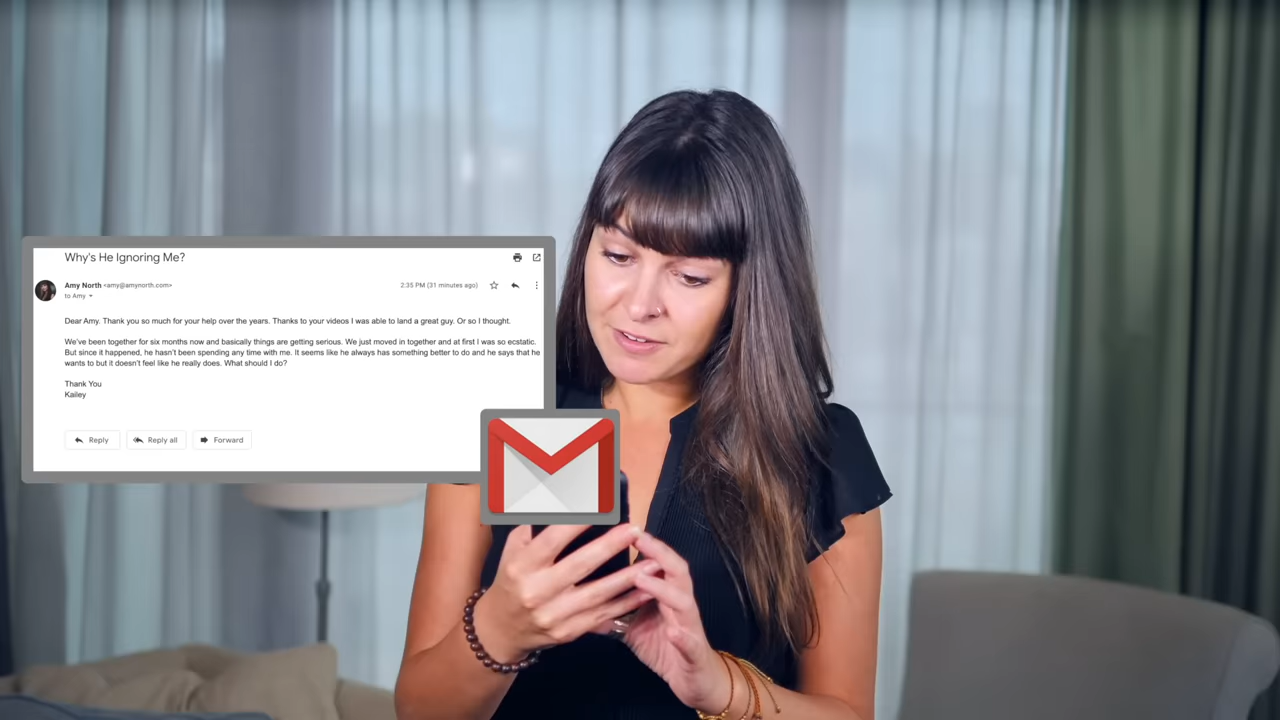 Why's He Ignoring Me?
Amy North <amy@amynorth.com>
2:35 PM (31 minutes ago)
to Amy
Dear Amy. Thank you so much for your help over the years. Thanks to your videos I was able to land a great guy. Or so I thought.
We've been together for six months now and basically things are getting serious. We just moved in together and at first I was so ecstatic.
But since it happened, he hasn't been spending any time with me. It seems like he always has something better to do and he says that he
wants to but it doesn't feel like he really does. What should I do?
Thank You
Kailey
Reply
Reply all
Forward